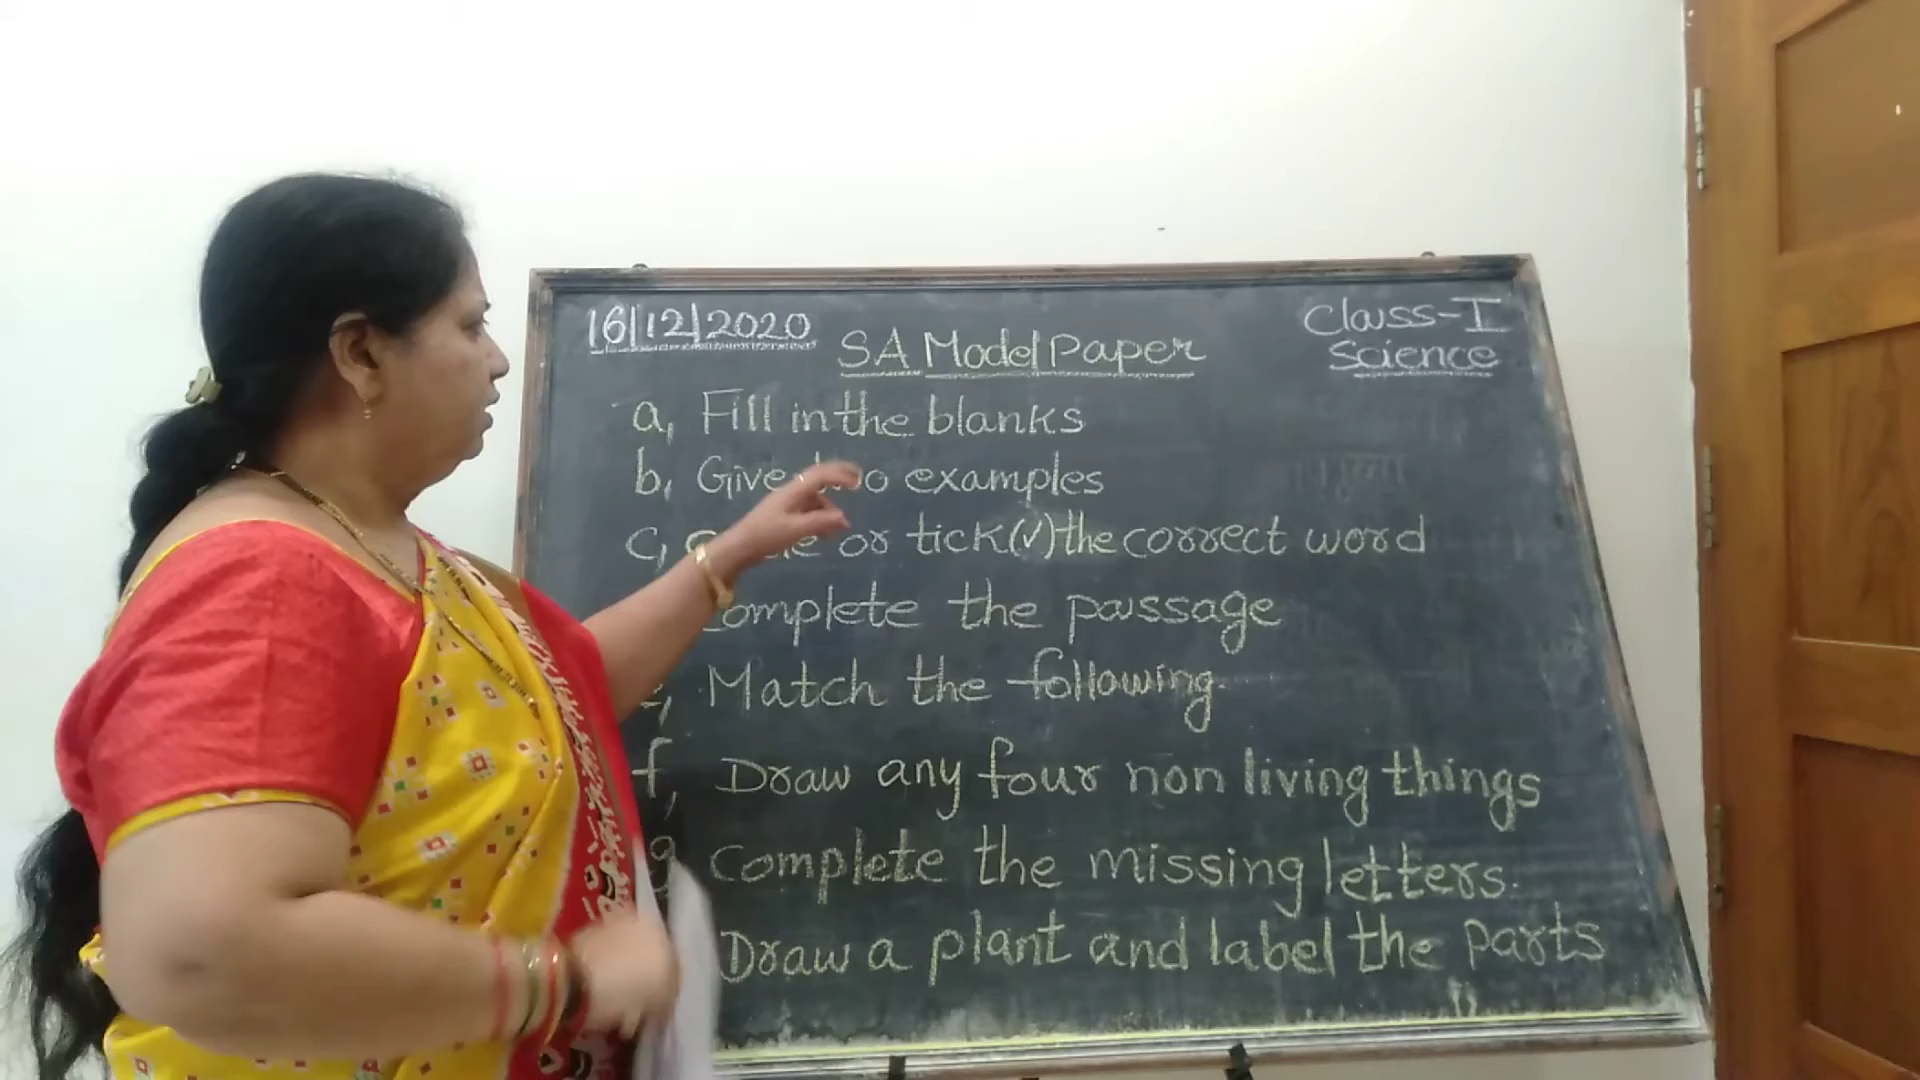 16/12/2020
Class-I
SA Model Paper
Science
a, Fill in the blanks
b, Give two examples
c, or tick (✓) the correct word
Complete the passage
Match the following.
f, Draw any four non living things
g Complete the missing letters.
Draw a plant and label the parts